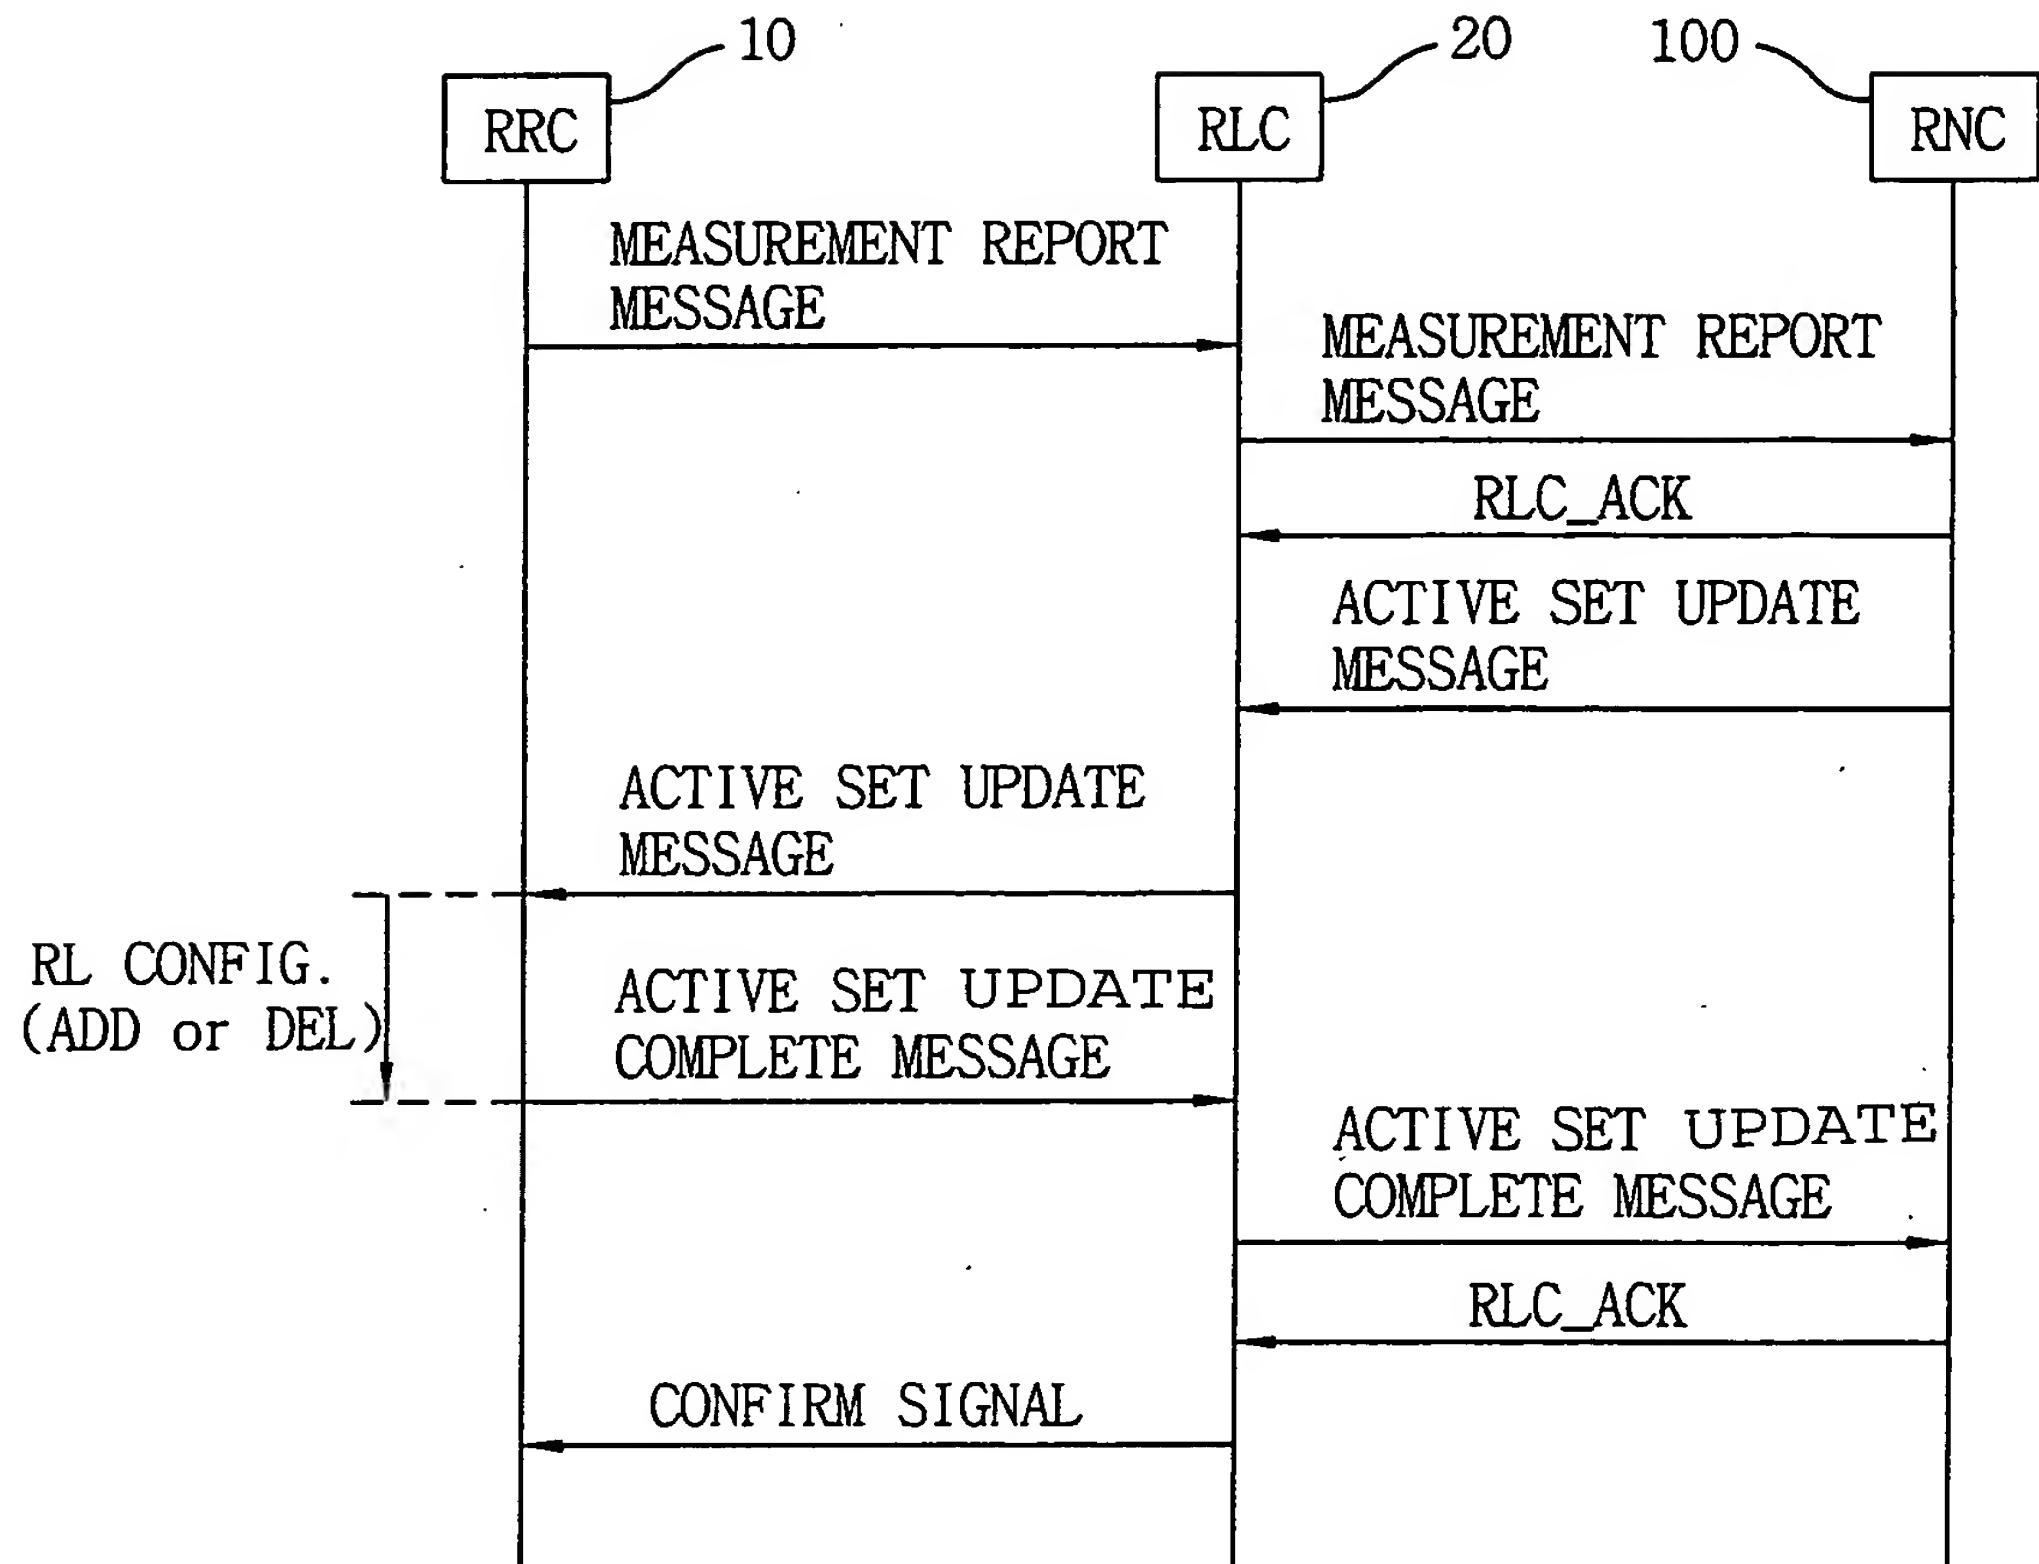 10
20
100
RRC
RLC
RNC
MEASUREMENT REPORT
MESSAGE
MEASUREMENT REPORT
MESSAGE
RLC_ACK
ACTIVE SET UPDATE
MESSAGE
ACTIVE SET UPDATE
MESSAGE
RL CONFIG.
(ADD or DEL)
ACTIVE SET UPDATE
COMPLETE MESSAGE
ACTIVE SET UPDATE
COMPLETE MESSAGE
RLC_ACK
CONFIRM SIGNAL